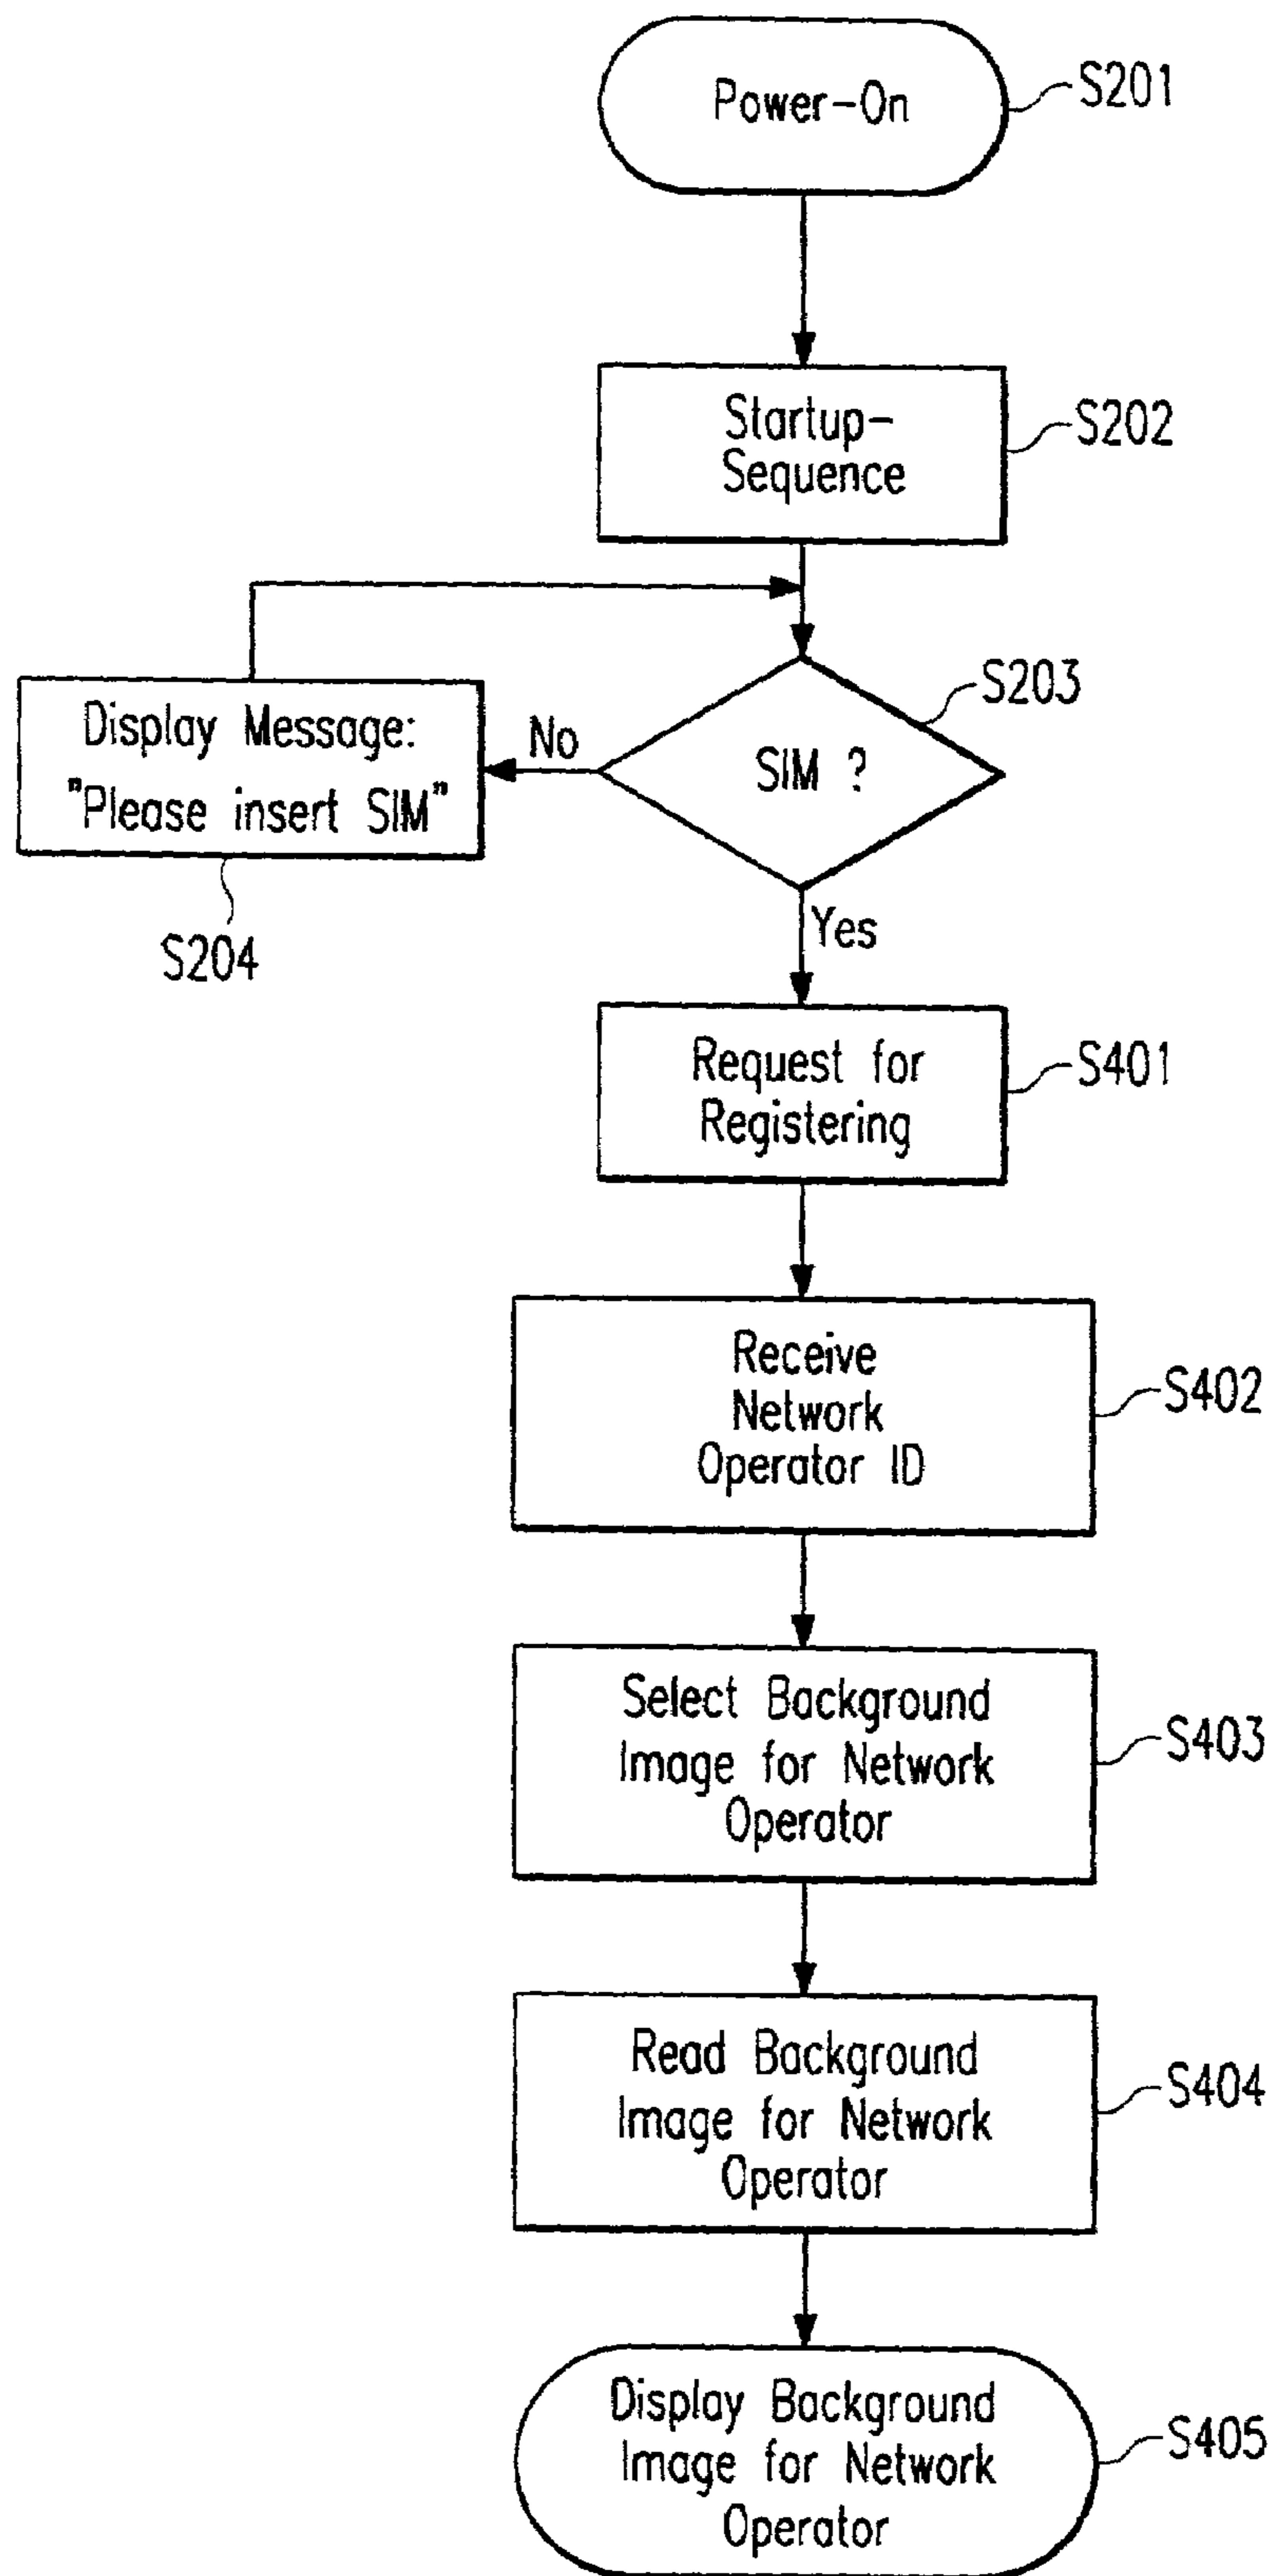 Power-On
S201
Startup-
Sequence
S202
S203
SIM ?
No
Display Message:
"Please insert SIM"
S204
Yes
Request for
Registering
S401
Receive
Network
Operator ID
S402
Select Background
Image for Network
Operator
S403
Read Background
Image for Network
Operator
S404
Display Background
Image for Network
Operator
S405